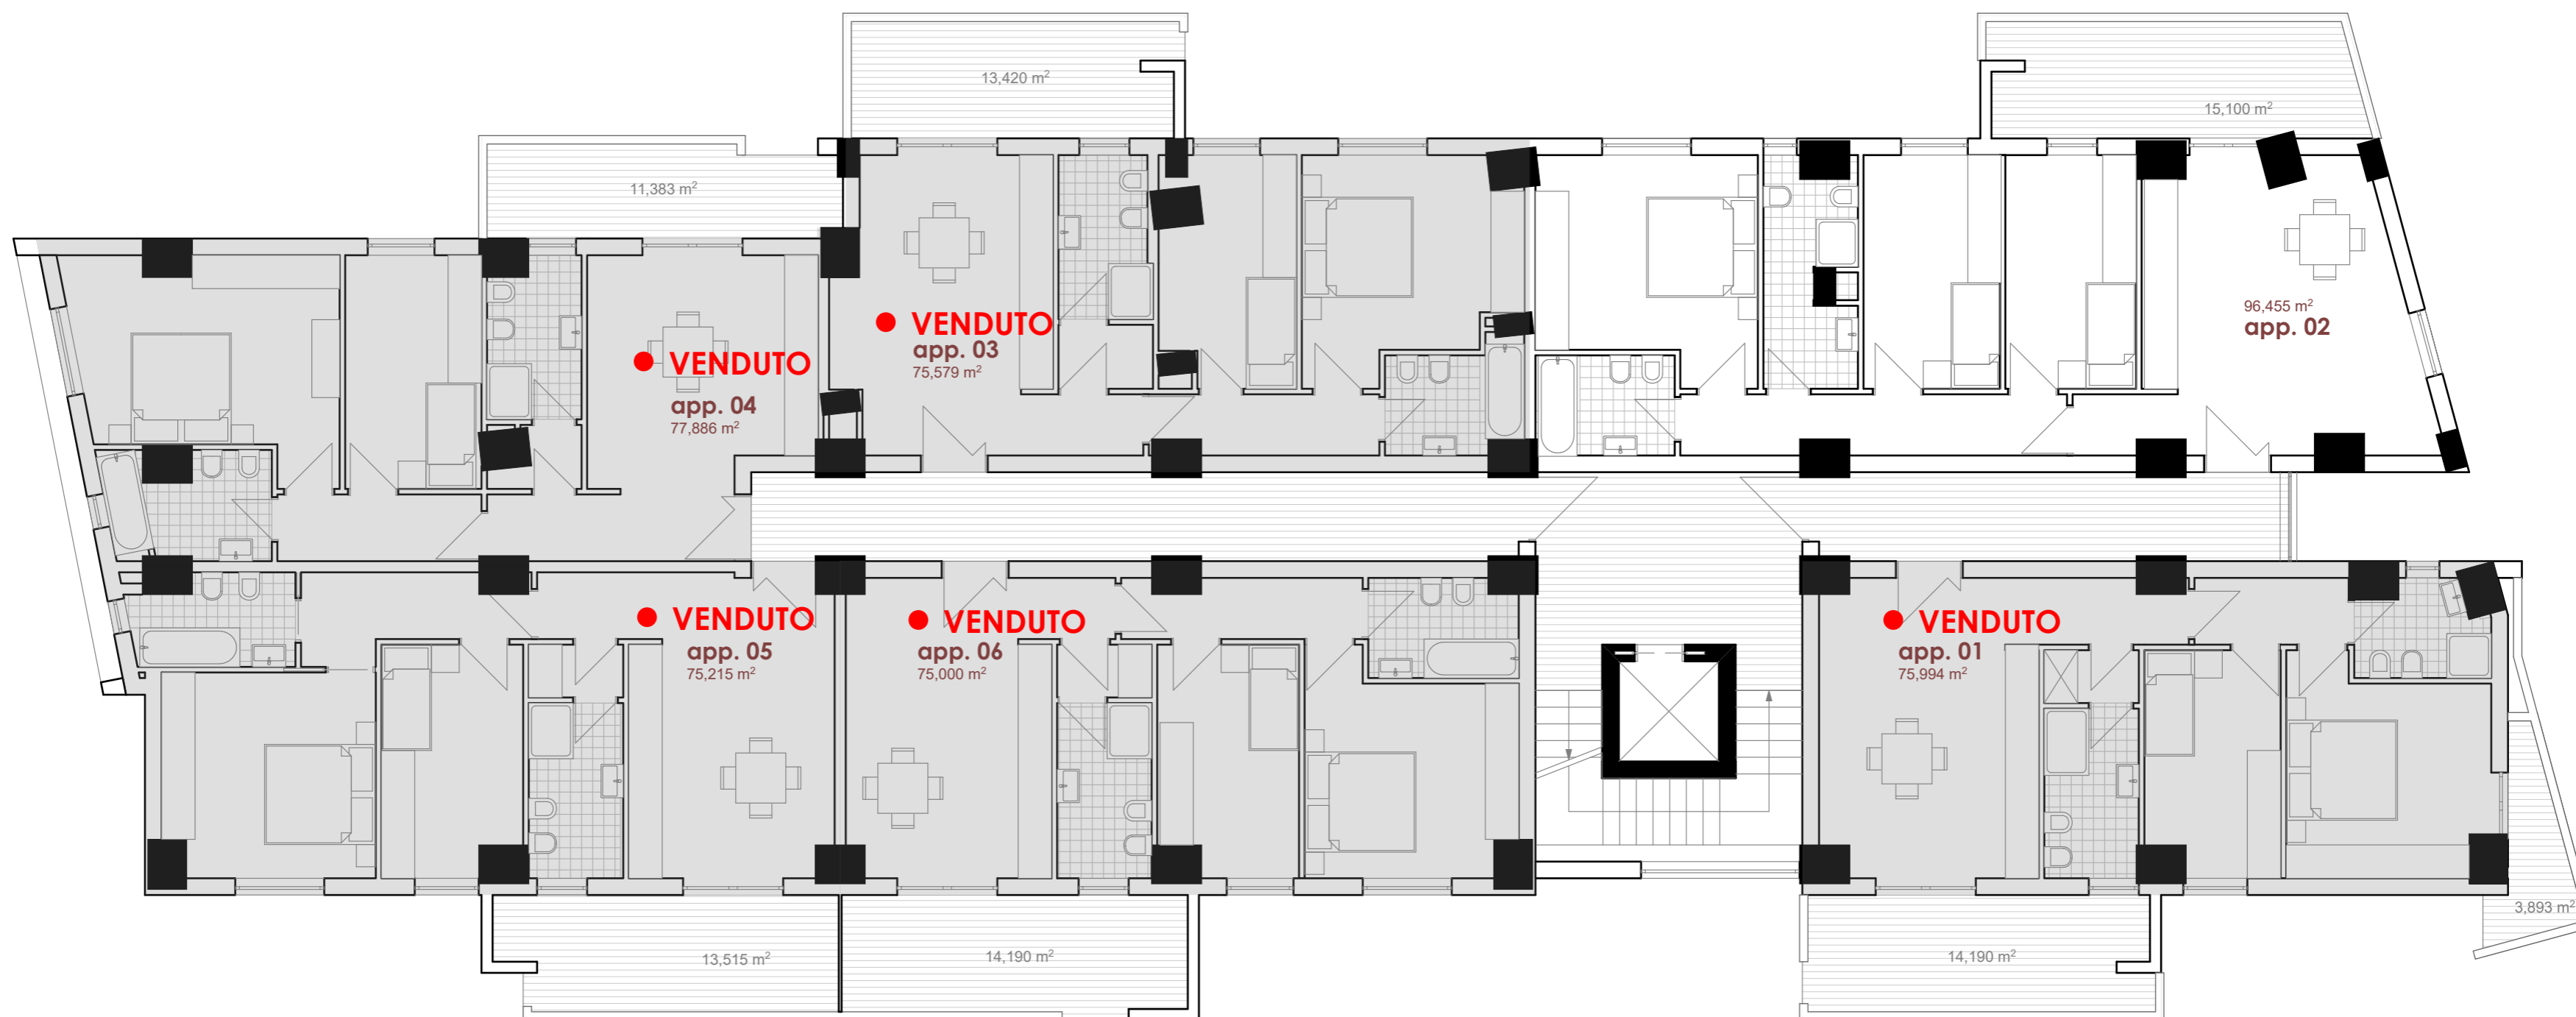 13,420 m²
15,100 m²
11,383 m²
96,455 m²
app. 02
VENDUTO
app. 03
75,579 m²
VENDUTO
app. 04
77,886 m²
VENDUTO
app. 05
75,215 m²
VENDUTO
app. 06
75,000 m²
VENDUTO
app. 01
75,994 m²
3,893 m²
13,515 m²
14,190 m²
14,190 m²